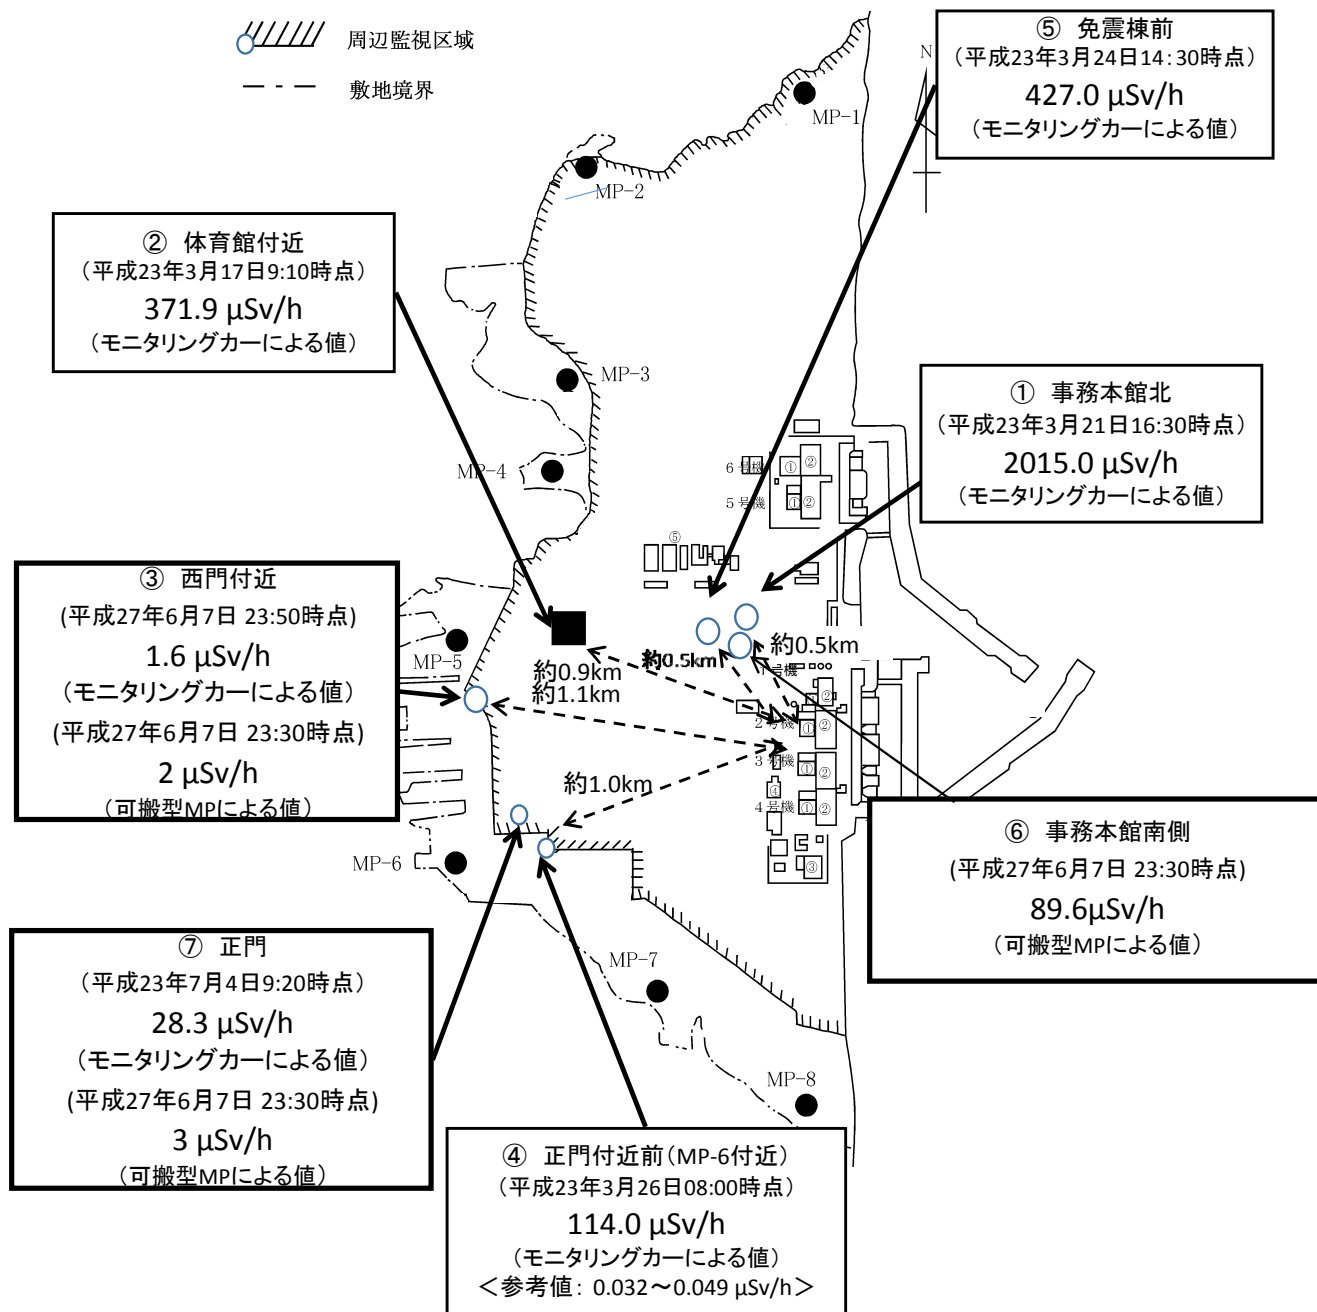 周辺監視区域
敷地境界
N
⑤ 免震棟前
(平成23年3月24日14:30時点)
427.0 μSv/h
(モニタリングカーによる値)
MP-1
MP-2
② 体育館付近
(平成23年3月17日9:10時点)
371.9 μSv/h
(モニタリングカーによる値)
MP-3
MP-4
① 事務本館北
(平成23年3月21日16:30時点)
2015.0 μSv/h
(モニタリングカーによる値)
6号機
①
②
5号機
①
②
⑤
③ 西門付近
(平成27年6月7日 23:50時点)
1.6 μSv/h
(モニタリングカーによる値)
(平成27年6月7日 23:30時点)
2 μSv/h
(可搬型MPによる値)
MP-5
約0.9km
約1.1km
約0.5km
約0.5km
1号機
②
2号機
①
②
3号機
①
②
④
4号機
①
②
③
約1.0km
MP-6
⑥ 事務本館南側
(平成27年6月7日 23:30時点)
89.6μSv/h
(可搬型MPによる値)
⑦ 正門
(平成23年7月4日9:20時点)
28.3 μSv/h
(モニタリングカーによる値)
(平成27年6月7日 23:30時点)
3 μSv/h
(可搬型MPによる値)
MP-7
MP-8
④ 正門付近前(MP-6付近)
(平成23年3月26日08:00時点)
114.0 μSv/h
(モニタリングカーによる値)
<参考値: 0.032～0.049 μSv/h>